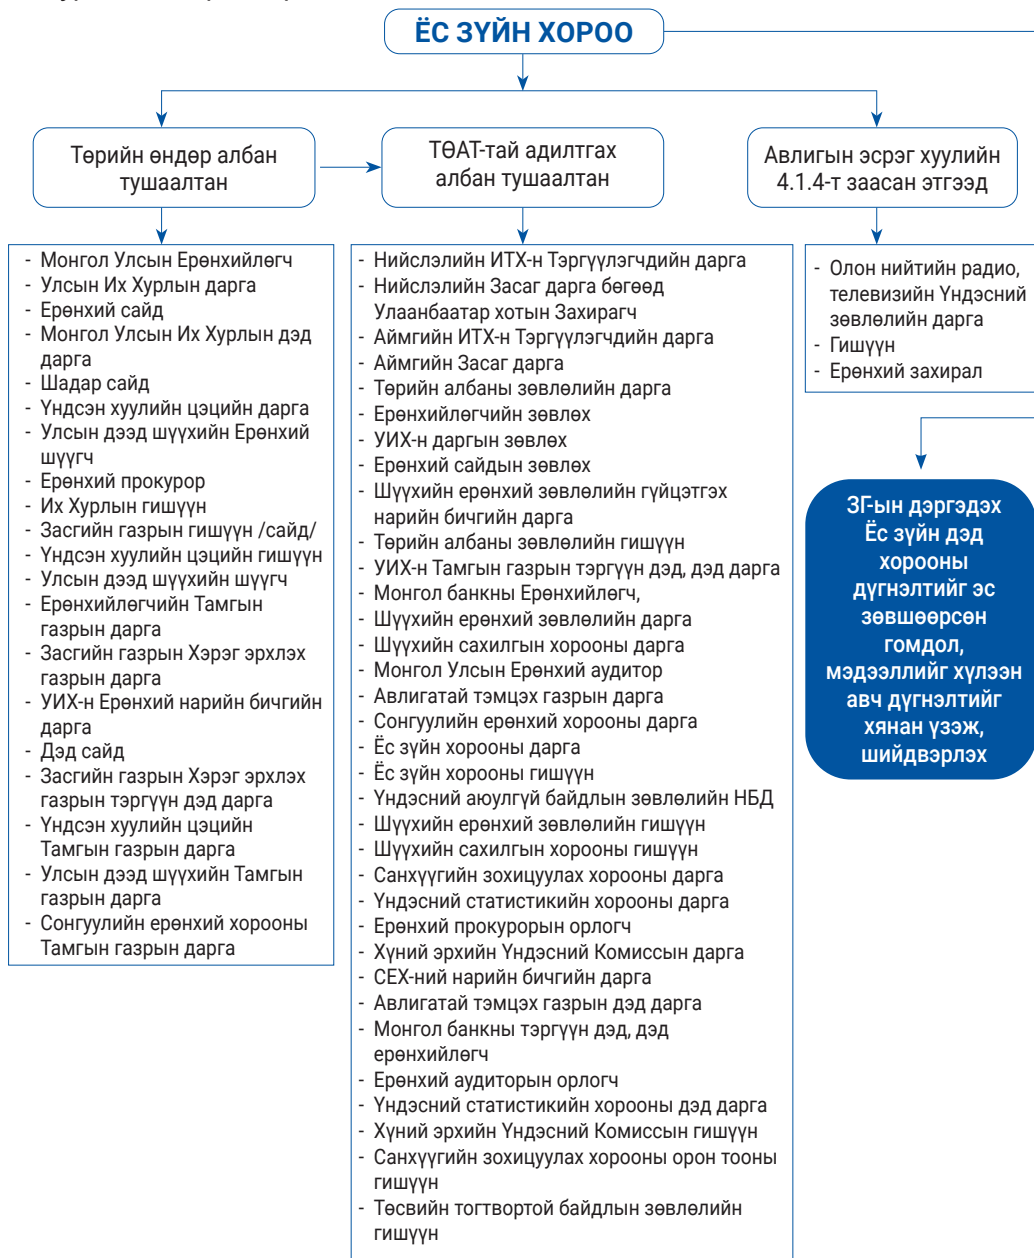 ЁС ЗҮЙН ХОРОО
Төрийн өндөр албан
тушаалтан
ТӨАТ-тай адилтгах
албан тушаалтан
Авлигын эсрэг хуулийн
4.1.4-т заасан этгээд
- Монгол Улсын Ерөнхийлөгч
- Улсын Их Хурлын дарга
- Ерөнхий сайд
- Монгол Улсын Их Хурлын дэд
дарга
- Шадар сайд
- Үндсэн хуулийн цэцийн дарга
- Улсын дээд шүүхийн Ерөнхий
шүүгч
- Ерөнхий прокурор
- Их Хурлын гишүүн
- Засгийн газрын гишүүн /сайд/
- Үндсэн хуулийн цэцийн гишүүн
- Улсын дээд шүүхийн шүүгч
- Ерөнхийлөгчийн Тамгын
газрын дарга
- Засгийн газрын Хэрэг эрхлэх
газрын дарга
- УИХ-н Ерөнхий нарийн бичгийн
дарга
- Дэд сайд
- Засгийн газрын Хэрэг эрхлэх
газрын тэргүүн дэд дарга
- Үндсэн хуулийн цэцийн
Тамгын газрын дарга
- Улсын дээд шүүхийн Тамгын
газрын дарга
- Сонгуулийн ерөнхий хорооны
Тамгын газрын дарга
- Нийслэлийн ИТХ-н Тэргүүлэгчдийн дарга
- Нийслэлийн Засаг дарга бөгөөд
Улаанбаатар хотын Захирагч
- Аймгийн ИТХ-н Тэргүүлэгчдийн дарга
- Аймгийн Засаг дарга
- Төрийн албаны зөвлөлийн дарга
- Ерөнхийлөгчийн зөвлөх
- УИХ-н даргын зөвлөх
- Ерөнхий сайдын зөвлөх
- Шүүхийн ерөнхий зөвлөлийн гүйцэтгэх
нарийн бичгийн дарга
- Төрийн албаны зөвлөлийн гишүүн
- УИХ-н Тамгын газрын тэргүүн дэд, дэд дарга
- Монгол банкны Ерөнхийлөгч,
- Шүүхийн ерөнхий зөвлөлийн дарга
- Шүүхийн сахилгын хорооны дарга
- Монгол Улсын Ерөнхий аудитор
- Авлигатай тэмцэх газрын дарга
- Сонгуулийн ерөнхий хорооны дарга
- Ёс зүйн хорооны дарга
- Ёс зүйн хорооны гишүүн
- Үндэсний аюулгүй байдлын зөвлөлийн НБД
- Шүүхийн ерөнхий зөвлөлийн гишүүн
- Шүүхийн сахилгын хорооны гишүүн
- Санхүүгийн зохицуулах хорооны дарга
- Үндэсний статистикийн хорооны дарга
- Ерөнхий прокурорын орлогч
- Хүний эрхийн Үндэсний Комиссын дарга
- СЕХ-ний нарийн бичгийн дарга
- Авлигатай тэмцэх газрын дэд дарга
- Монгол банкны тэргүүн дэд, дэд
ерөнхийлөгч
- Ерөнхий аудиторын орлогч
- Үндэсний статистикийн хорооны дэд дарга
- Хүний эрхийн Үндэсний Комиссын гишүүн
- Санхүүгийн зохицуулах хорооны орон тооны
гишүүн
- Төсвийн тогтвортой байдлын зөвлөлийн
гишүүн
- Олон нийтийн радио,
телевизийн Үндэсний
зөвлөлийн дарга
- Гишүүн
- Ерөнхий захирал
ЗГ-ын дэргэдэх
Ёс зүйн дэд
хорооны
дүгнэлтийг эс
зөвшөөрсөн
гомдол,
мэдээллийг хүлээн
авч дүгнэлтийг
хянан үзэж,
шийдвэрлэх